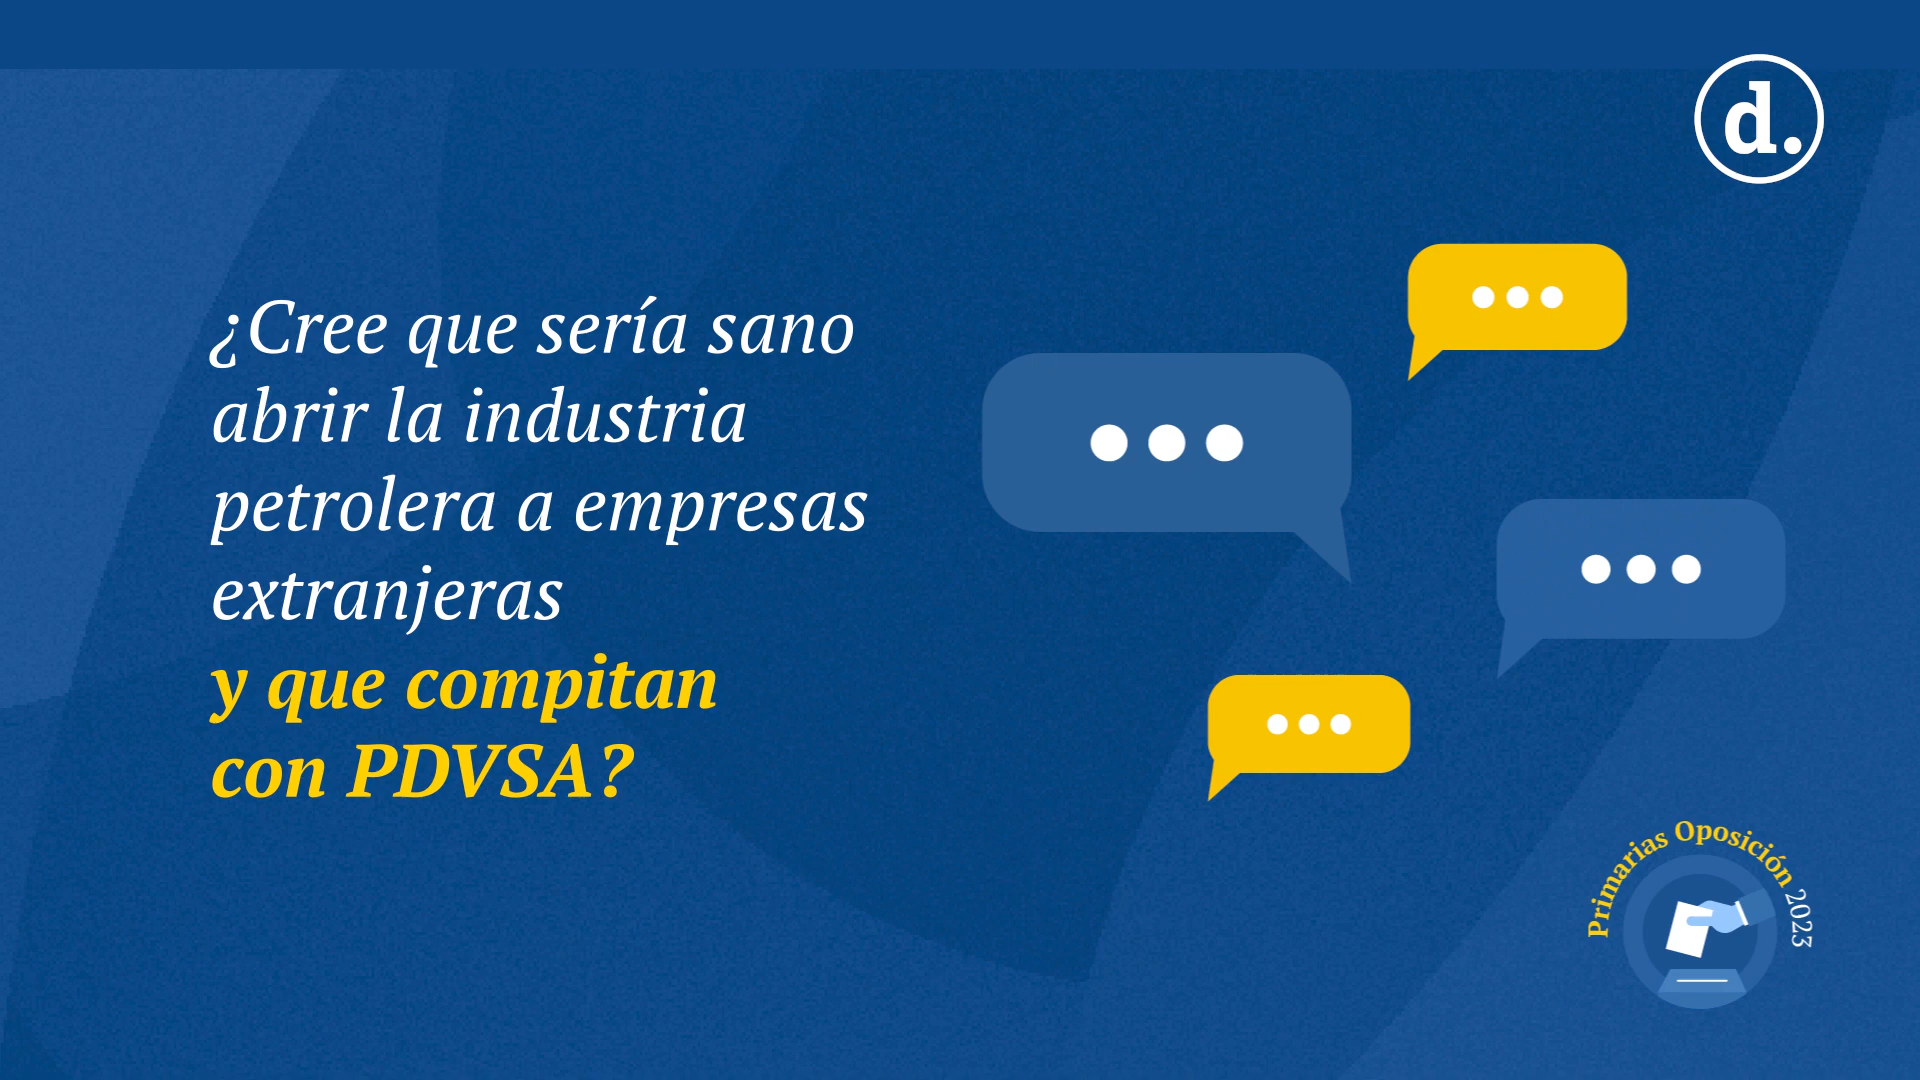 d.
¿Cree que sería sano
abrir la industria
petrolera a empresas
extranjeras
y que compitan
con PDVSA?
Primarias Oposición 2023